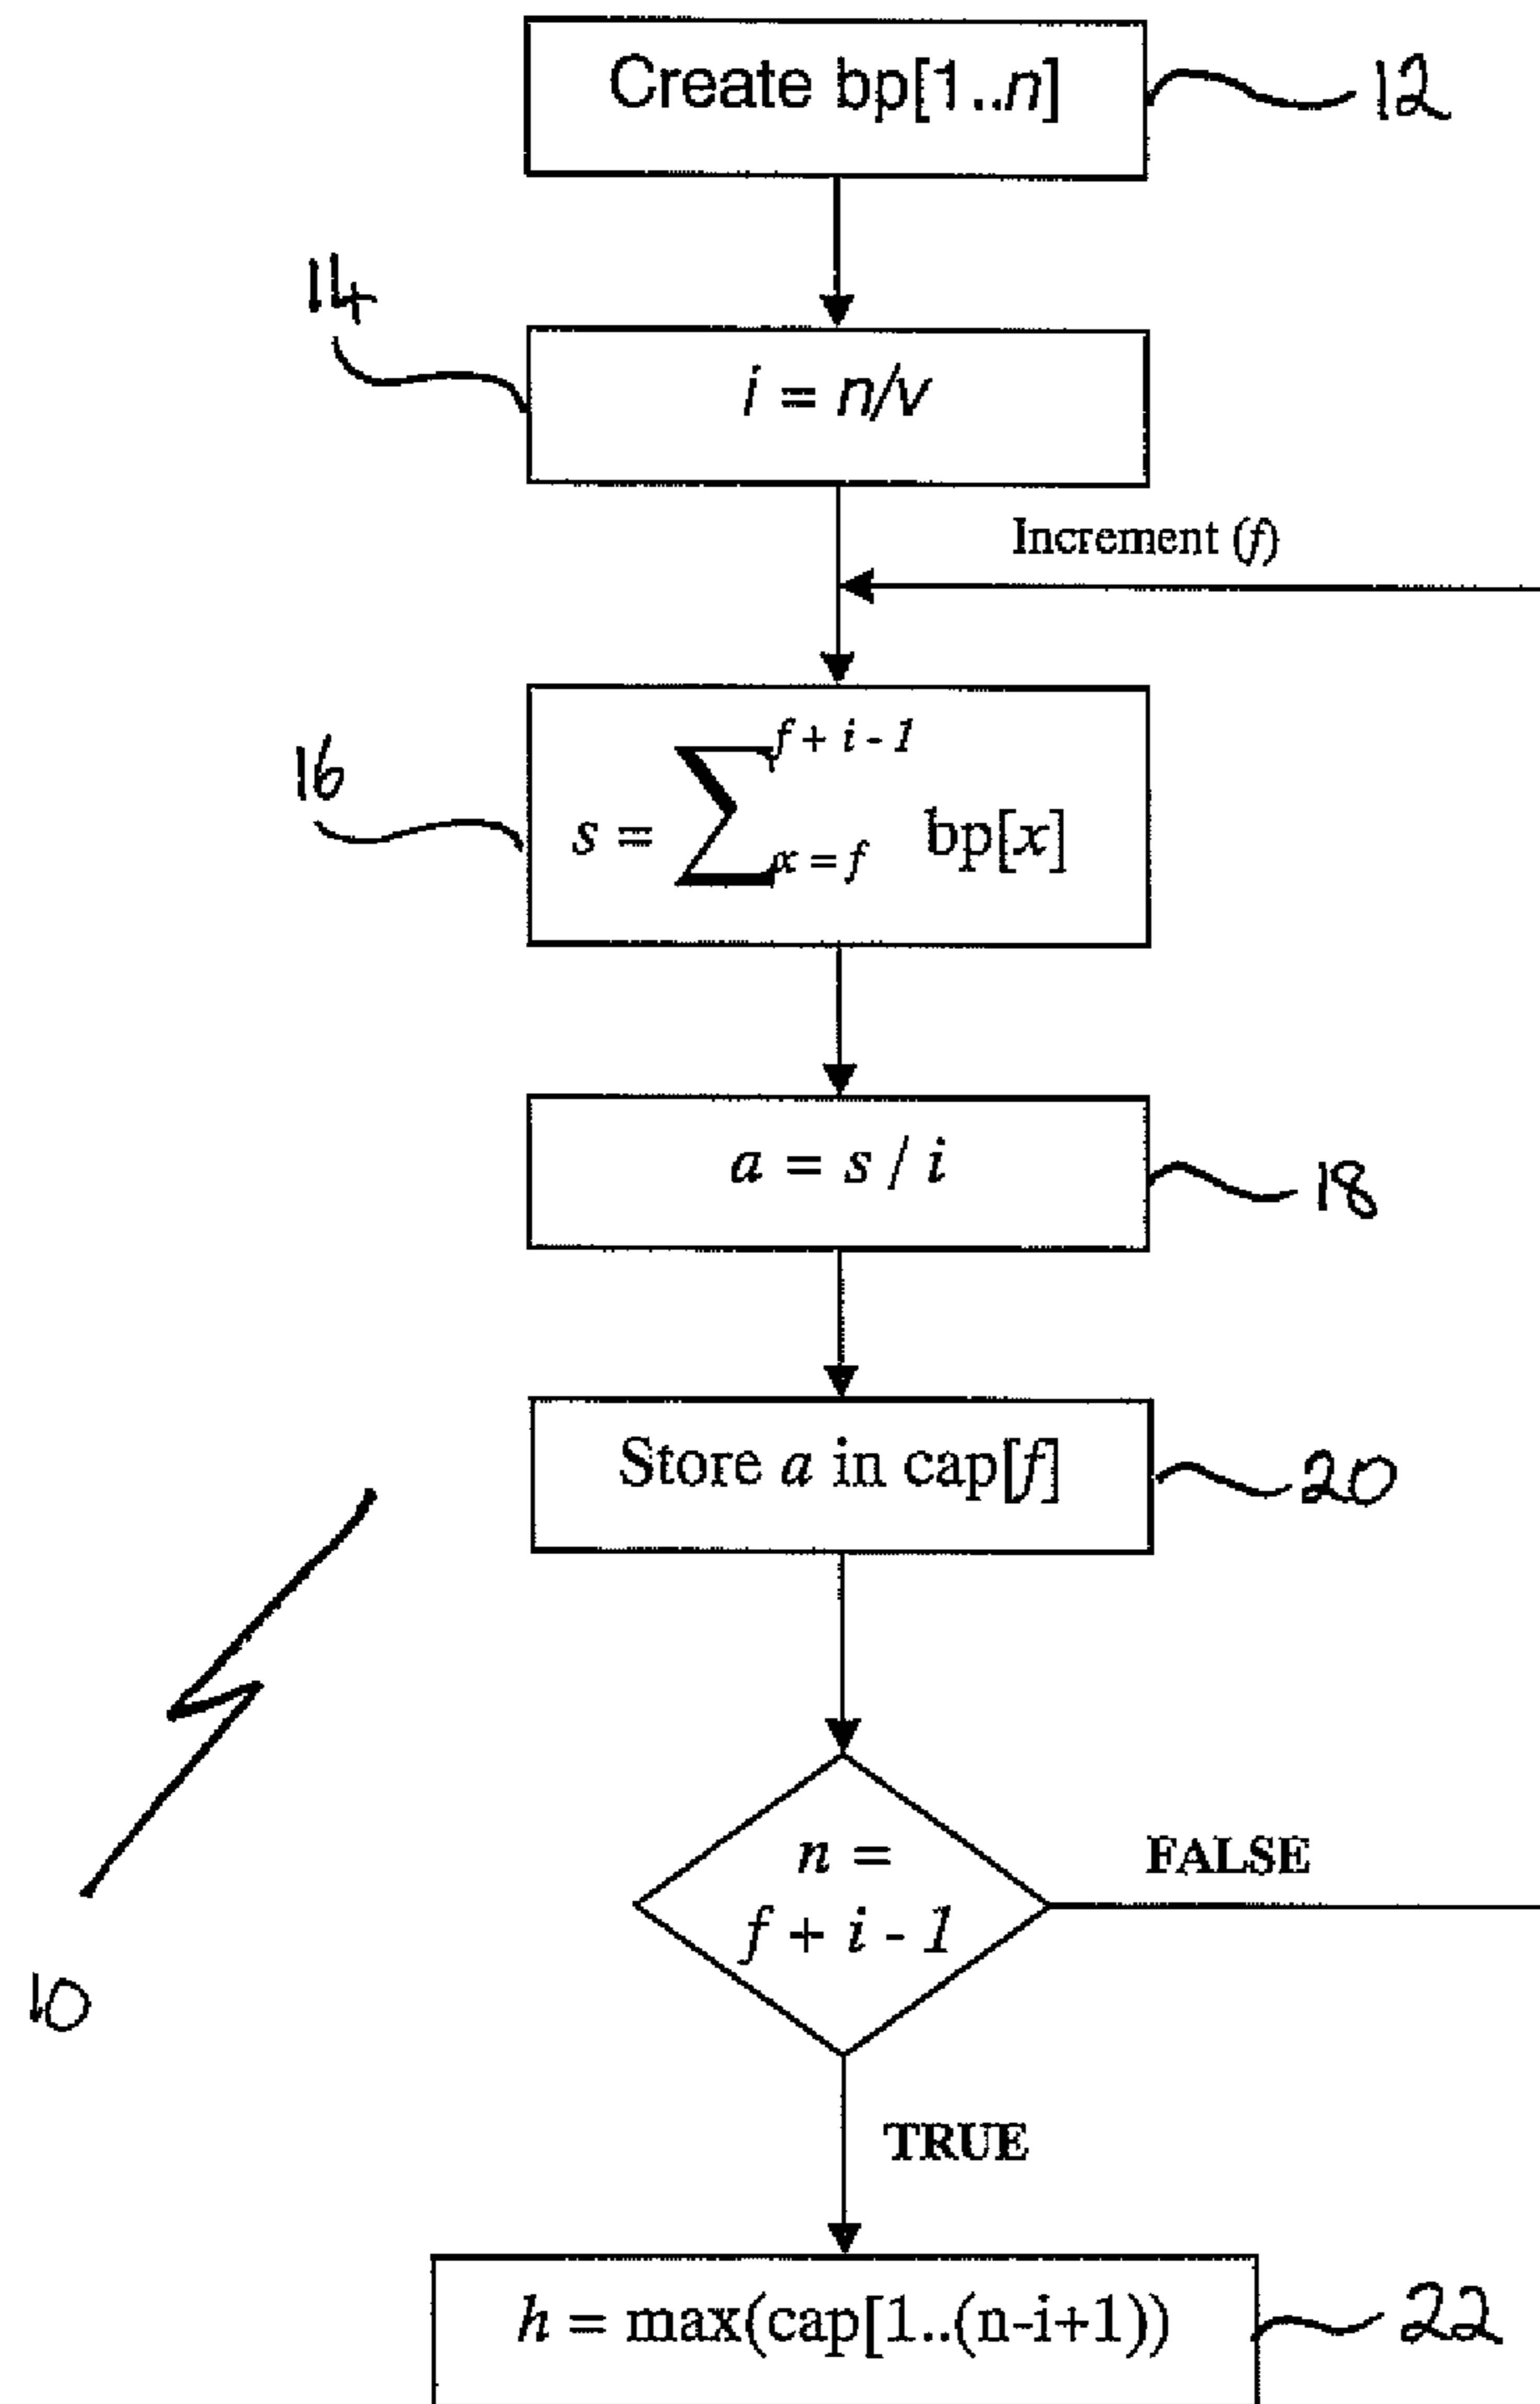 Create bp[1..n]
12
14
i = n/v
Increment (f)
16
s = ∑ x = f f + i - 1 bp[x]
a = s / i
18
Store a in cap[f]
20
n =
f + i - 1
FALSE
10
TRUE
h = max(cap[1..(n-i+1))
22